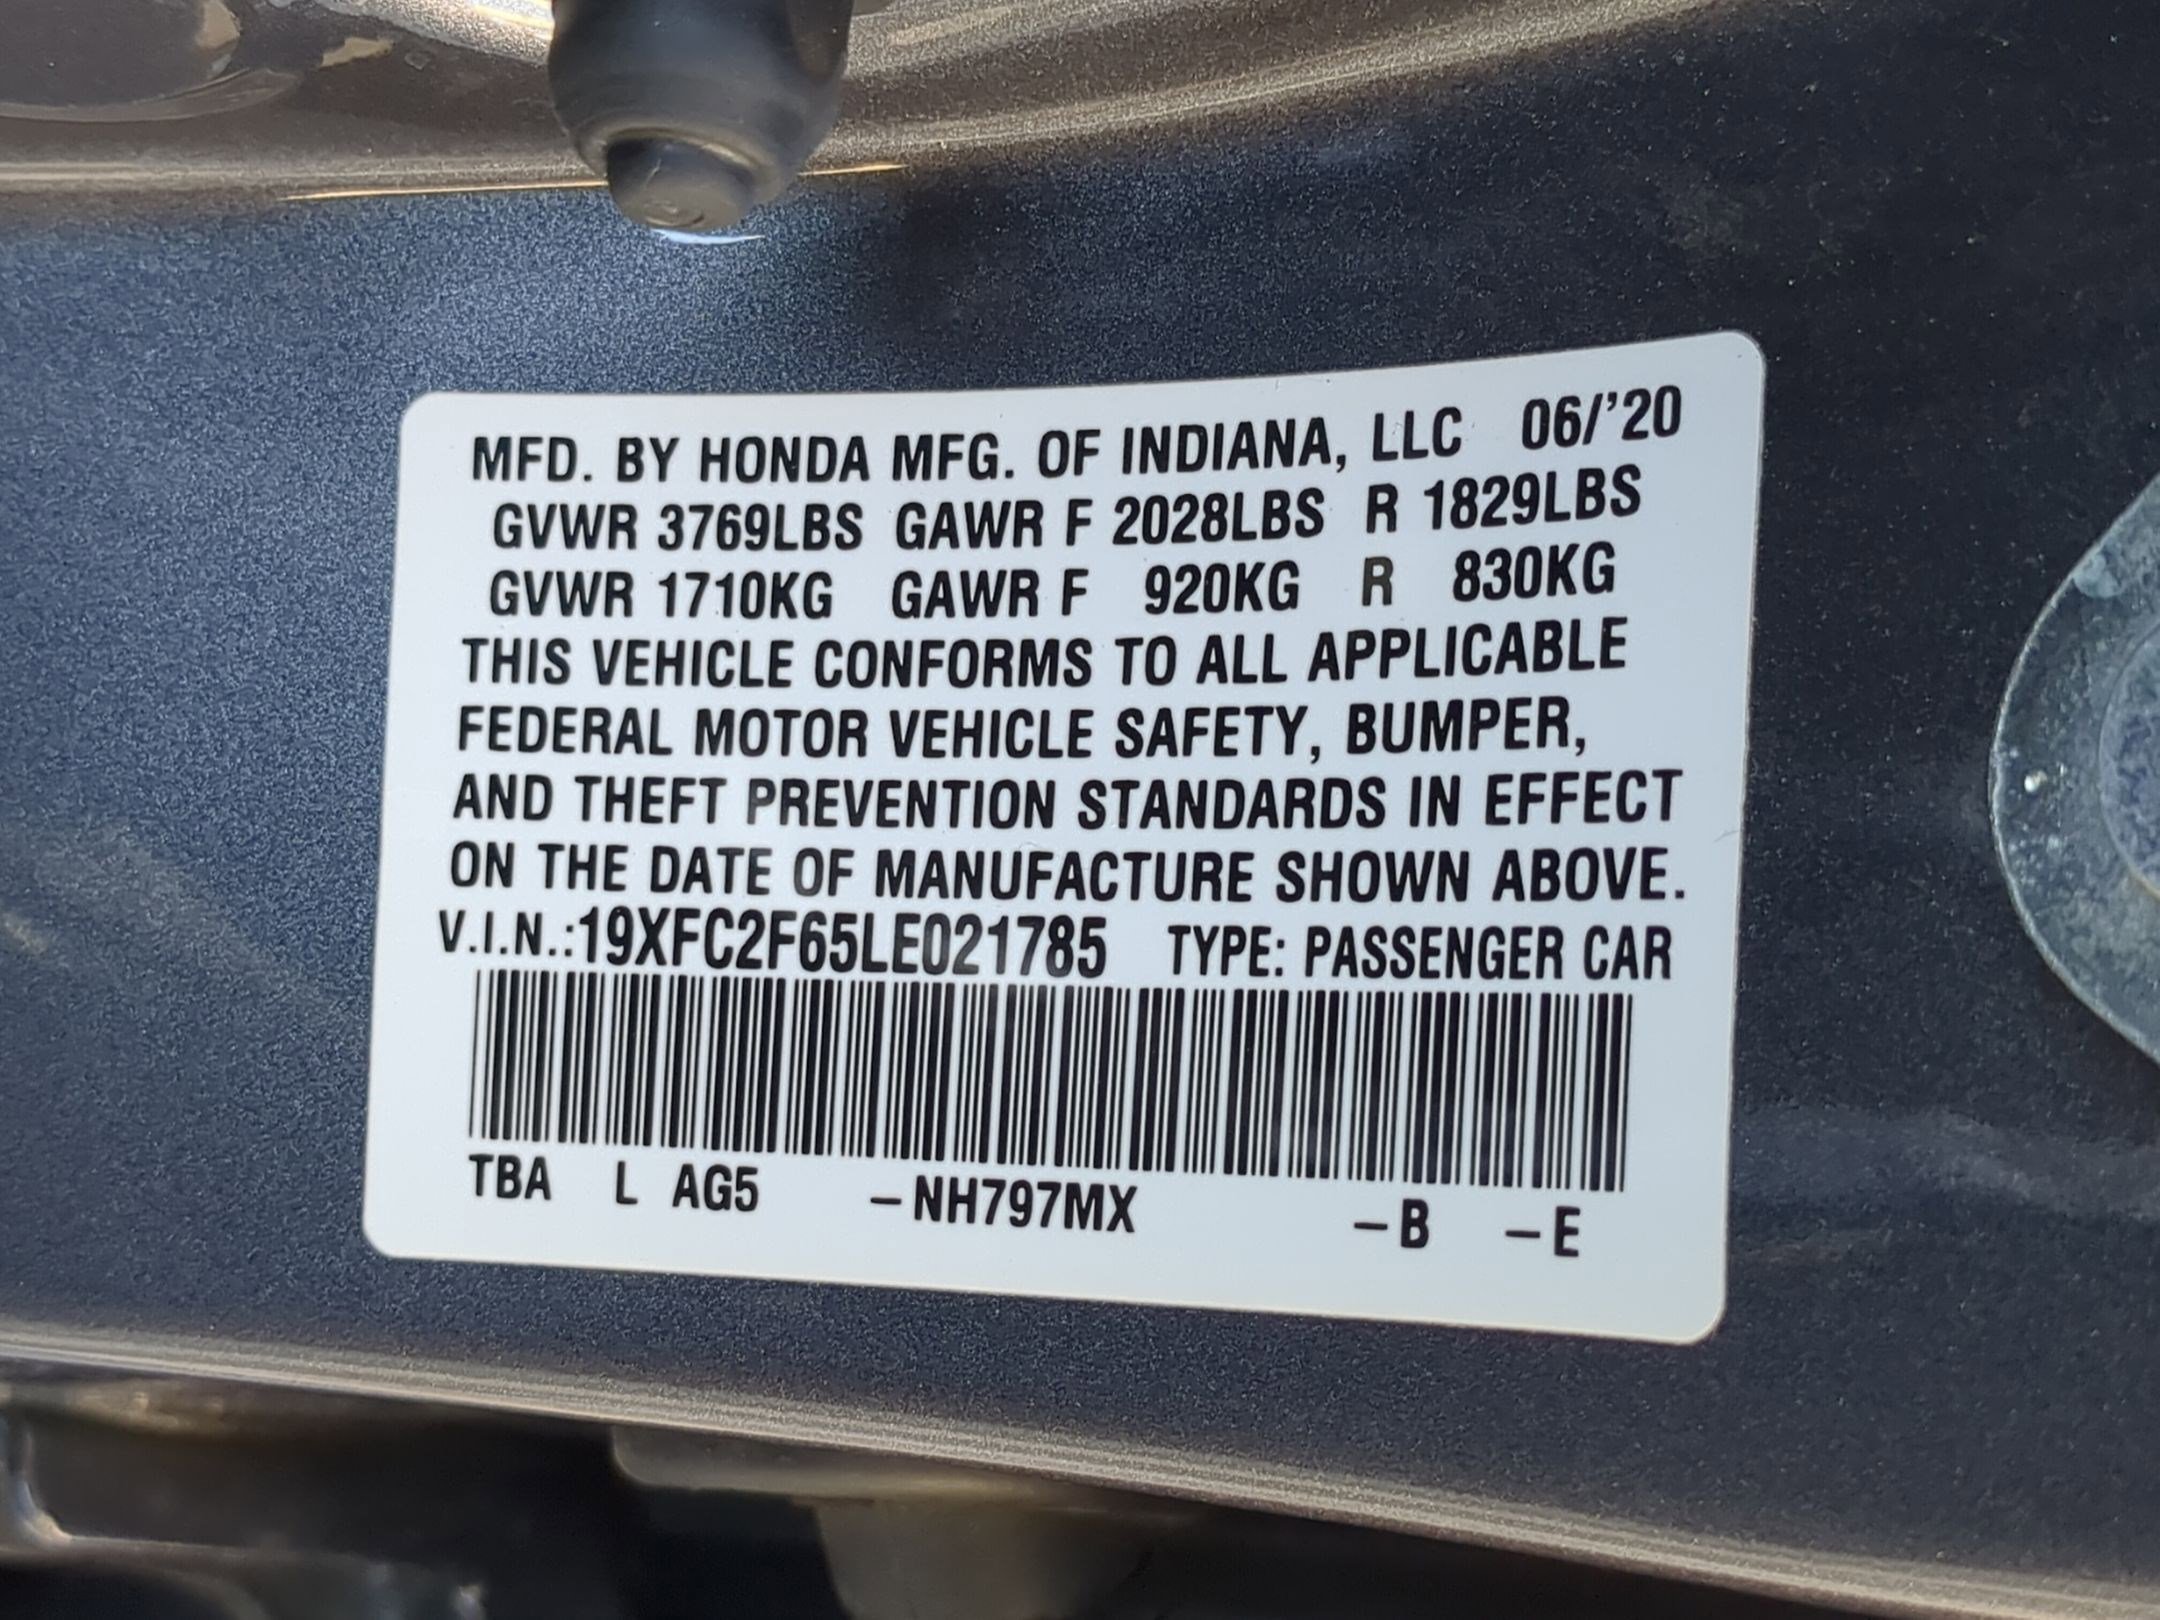 MFD. BY HONDA MFG. OF INDIANA, LLC 06/'20
GVWR 3769LBS GAWR F 2028LBS R 1829LBS
GVWR 1710KG GAWR F 920KG R 830KG
THIS VEHICLE CONFORMS TO ALL APPLICABLE
FEDERAL MOTOR VEHICLE SAFETY, BUMPER,
AND THEFT PREVENTION STANDARDS IN EFFECT
ON THE DATE OF MANUFACTURE SHOWN ABOVE.
V.I.N.:19XFC2F65LE021785 TYPE: PASSENGER CAR
TBA L AG5 –NH797MX –B –E